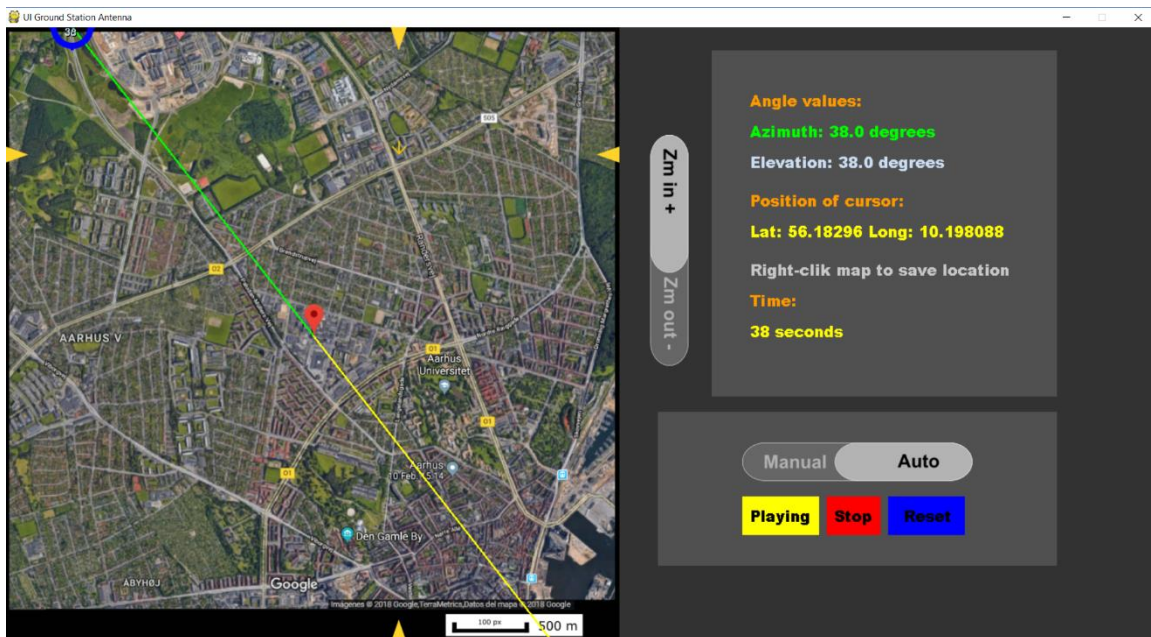 UI Ground Station Antenna
38
505
02
AARHUS V
01
Aarhus
Universitet
01
Aarhus
10 Feb. 15:14
01
Den Gamle By
ÅBYHØJ
Google
Imágenes © 2018 Google,TerraMetrics,Datos del mapa © 2018 Google
100 px
500 m
Zm in +
Zm out -
Angle values:
Azimuth: 38.0 degrees
Elevation: 38.0 degrees
Position of cursor:
Lat: 56.18296 Long: 10.198088
Right-clik map to save location
Time:
38 seconds
Manual
Auto
Playing
Stop
Reset